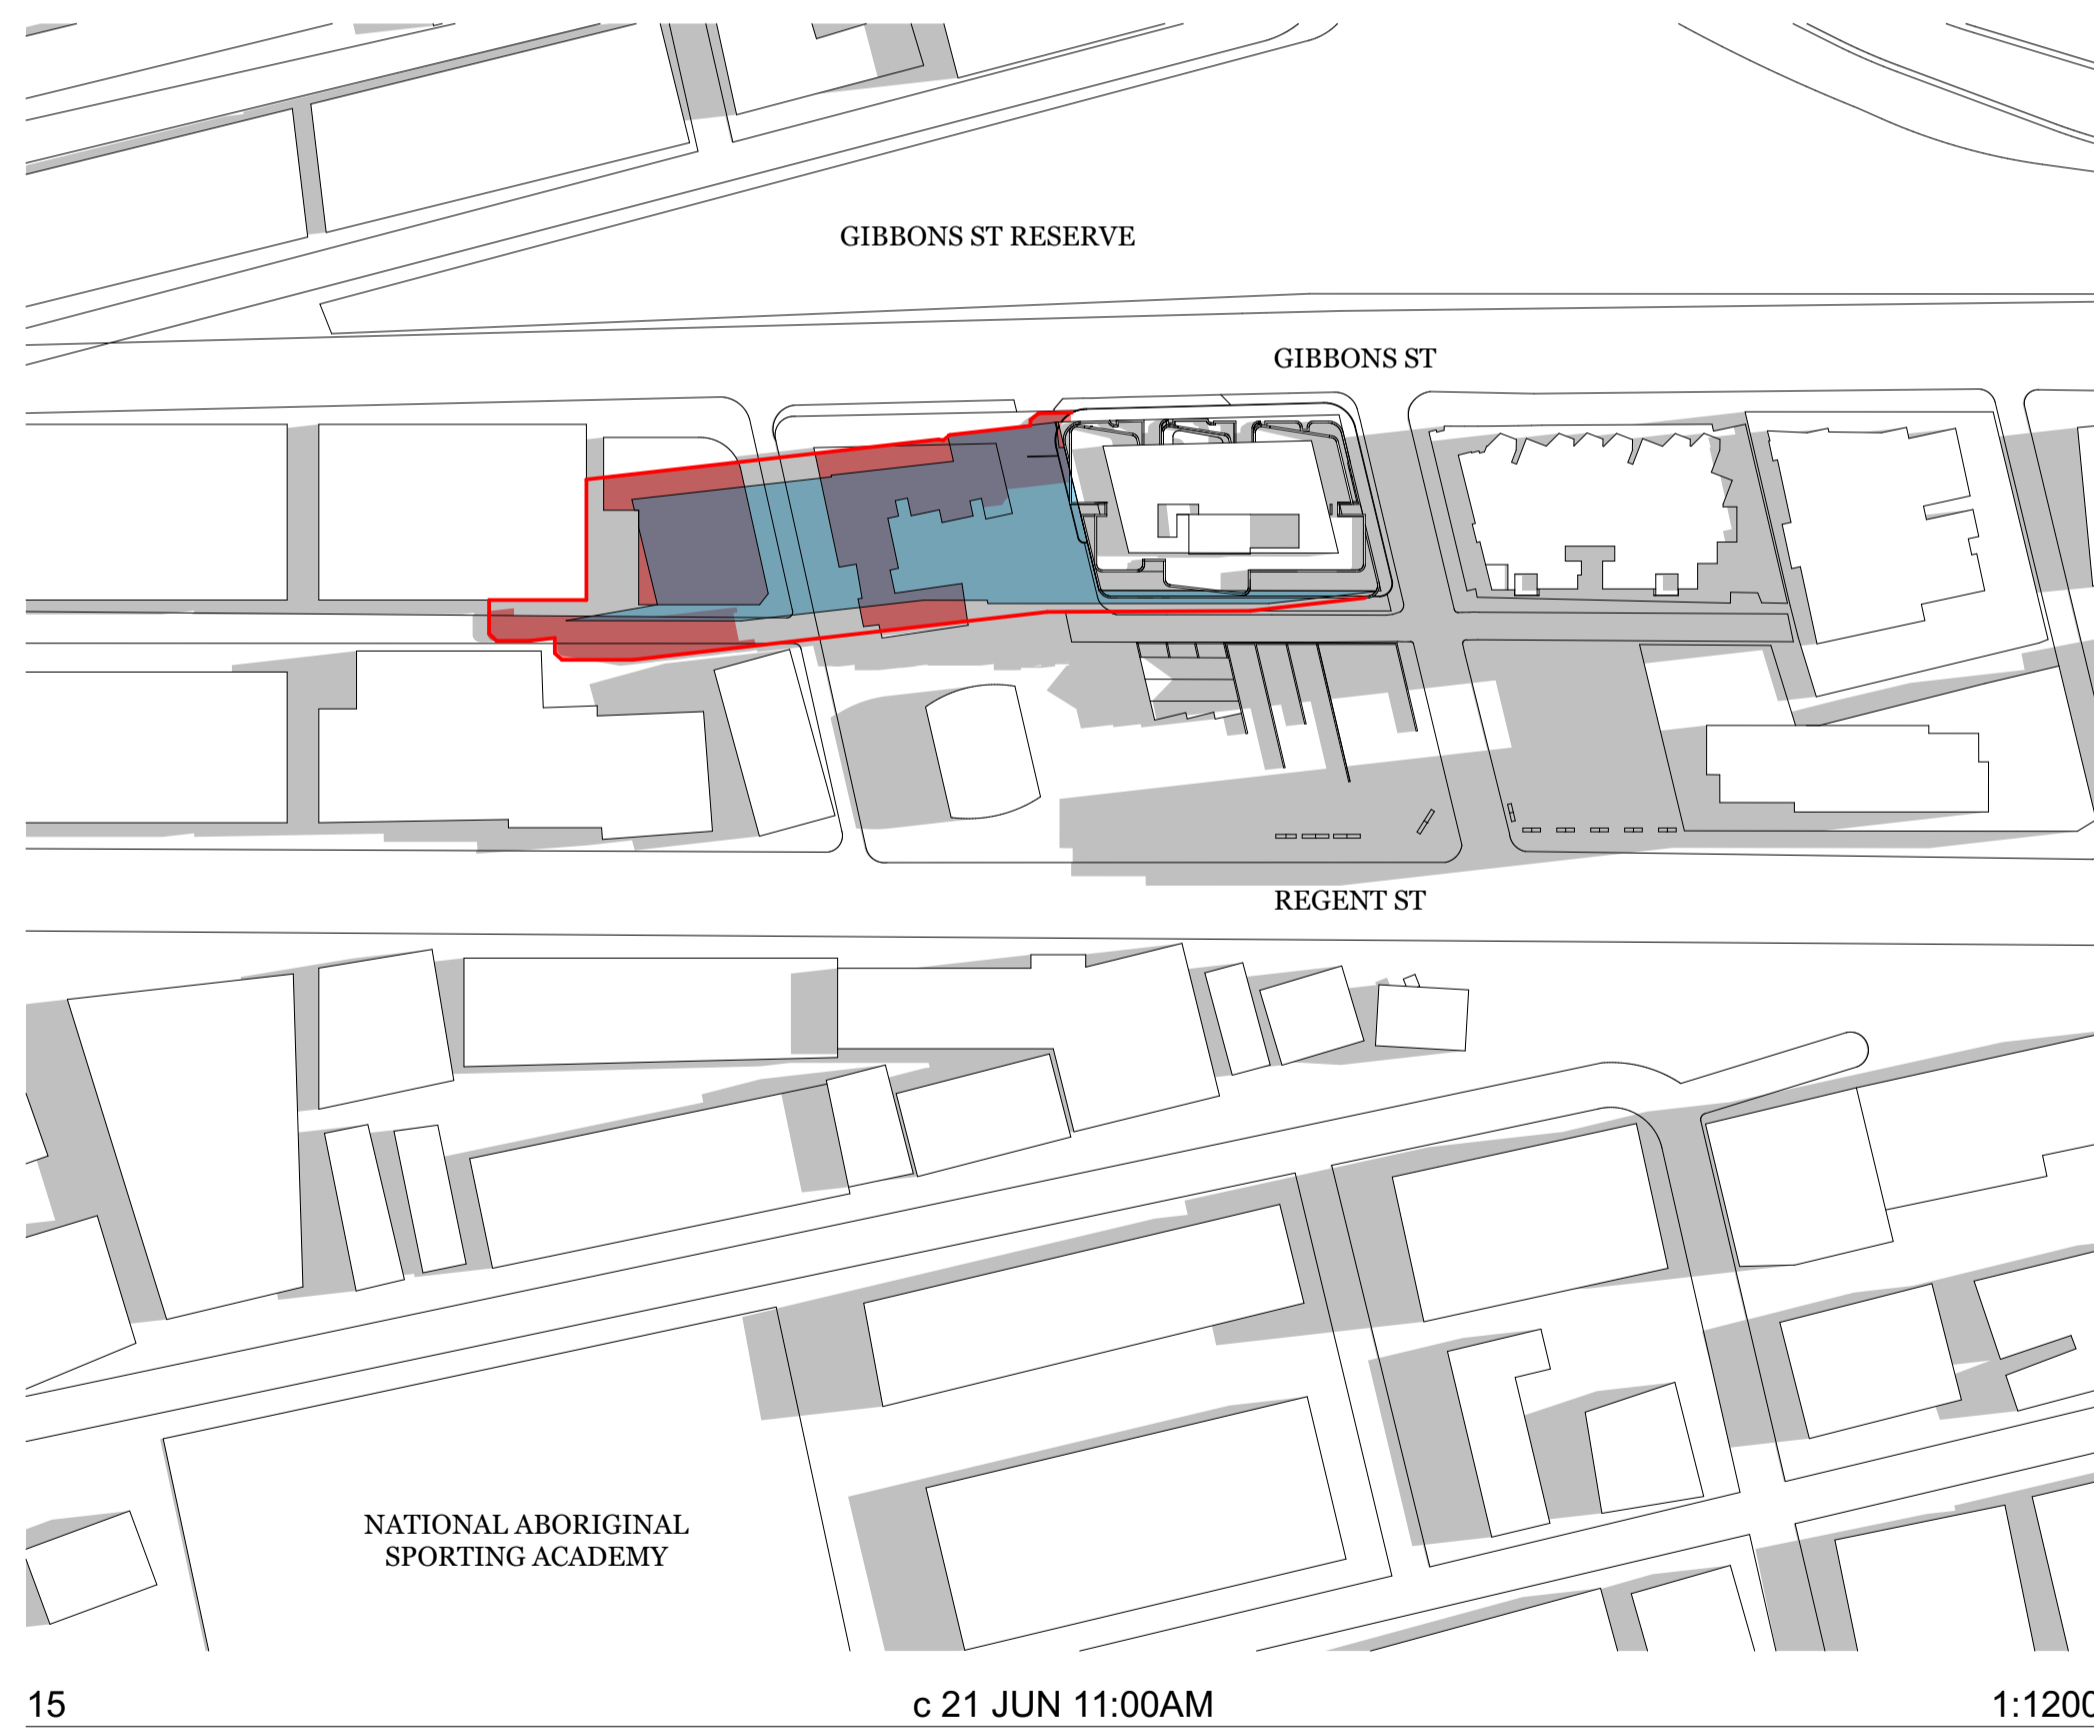 GIBBONS ST RESERVE
GIBBONS ST
REGENT ST
NATIONAL ABORIGINAL
SPORTING ACADEMY
15
c 21 JUN 11:00AM
1:1200